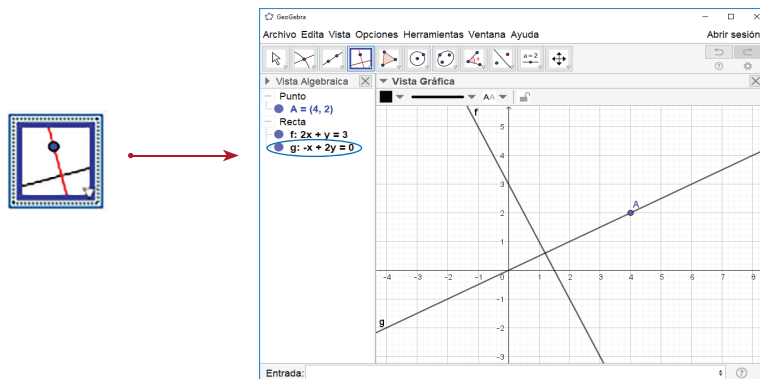 GeoGebra
Archivo Edita Vista Opciones Herramientas Ventana Ayuda
Abrir sesión
a=2
Vista Algebraica
Vista Gráfica
Punto
A = (4, 2)
Recta
f: 2x + y = 3
g: -x + 2y = 0
AA
f
5
4
3
2
A
1
-4 -3 -2 -1 0 1 2 3 4 5 6 7 8
-1
g
-2
-3
Entrada: